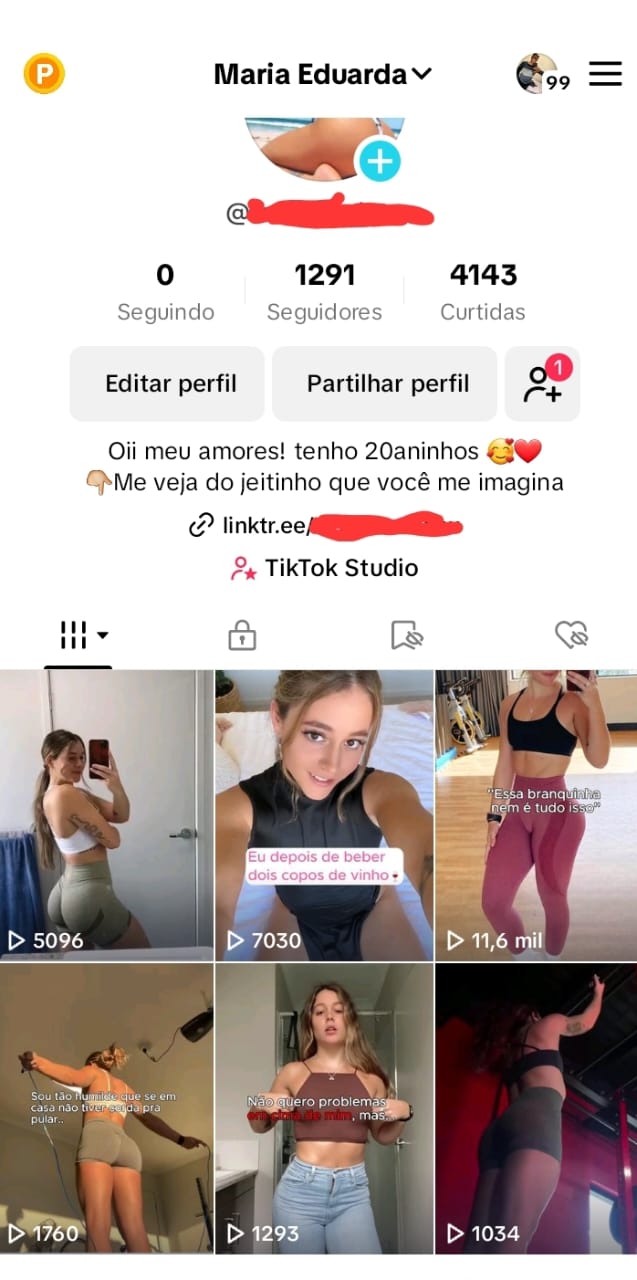 P
Maria Eduarda
99
@
0
1291
4143
Seguindo
Seguidores
Curtidas
Editar perfil
Partilhar perfil
1
Oii meu amores! tenho 20aninhos 🥰❤️
👇🏼Me veja do jeitinho que você me imagina
linktr.ee/
TikTok Studio
5096
Eu depois de beber
dois copos de vinho🍷
7030
"Essa branquinha
nem é tudo isso"
11,6 mil
Sou tão humilde que se em
casa não tiver corda pra
pular..
1760
Não quero problemas
em cima de mim, mas...
1293
1034